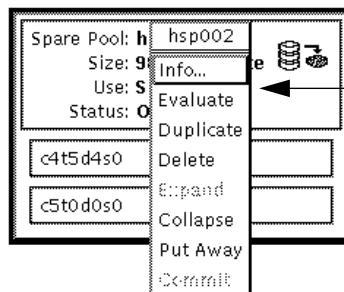 Spare Pool: h
hsp002
Size: 9
e
Use: S
Status: O
Info...
Evaluate
Duplicate
Delete
Expand
Collapse
Put Away
Commit
c4t5d4s0
c5t0d0s0